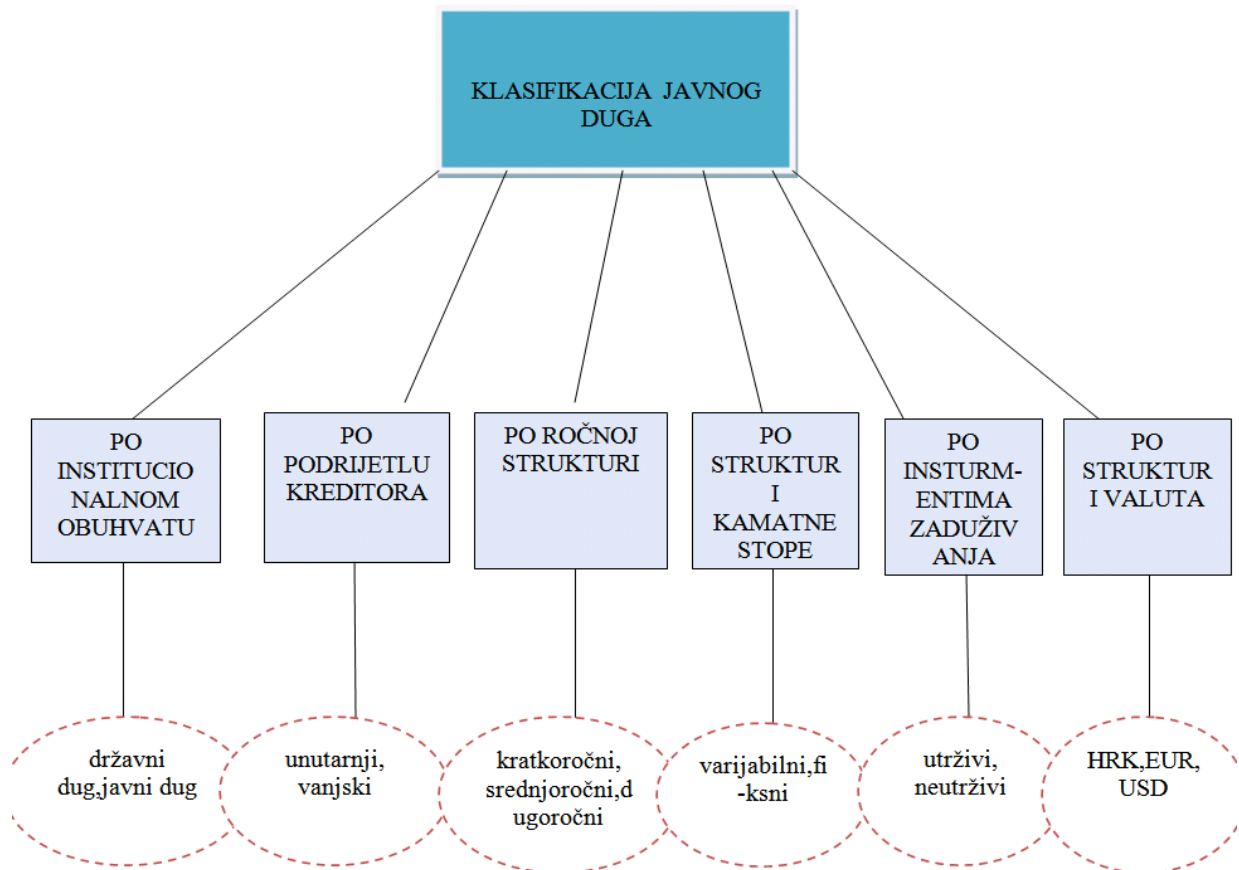 KLASIFIKACIJA JAVNOG
DUGA
PO
INSTITUCIO
NALNOM
OBUHVATU
PO
PODRIJETLU
KREDITORA
PO ROČNOJ
STRUKTURI
PO
STRUKTUR
I
KAMATNE
STOPE
PO
INSTURM-
ENTIMA
ZADUŽIV
ANJA
PO
STRUKTUR
I VALUTA
državni
dug,javni dug
unutarnji,
vanjski
kratkoročni,
srednjoročni,d
ugoročni
varijabilni,fi
-ksni
utrživi,
neutrživi
HRK,EUR,
USD